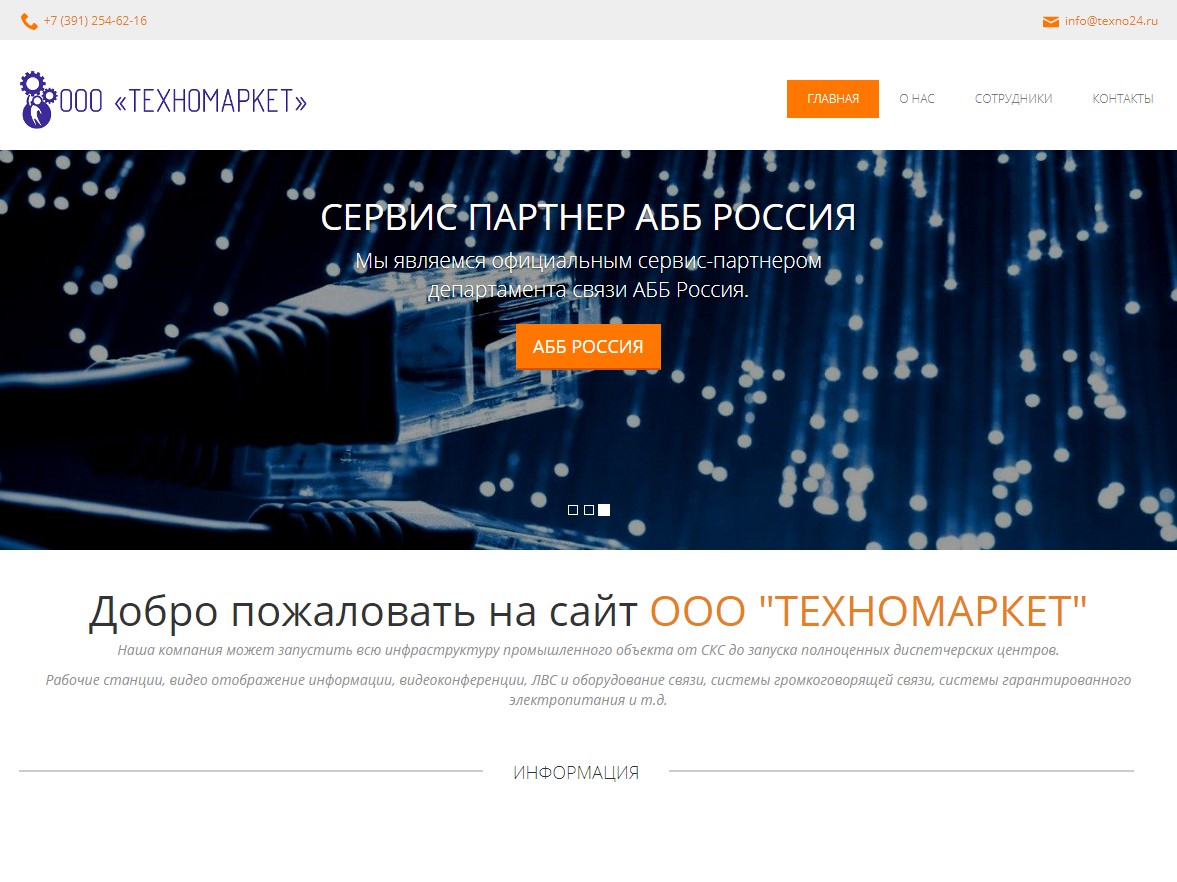 +7 (391) 254-62-16
info@texno24.ru
ООО «ТЕХНОМАРКЕТ»
ГЛАВНАЯ
О НАС
СОТРУДНИКИ
КОНТАКТЫ
СЕРВИС ПАРТНЕР АББ РОССИЯ
Мы являемся официальным сервис-партнером
департамента связи АББ Россия.
АББ РОССИЯ
Добро пожаловать на сайт ООО "ТЕХНОМАРКЕТ"
Наша компания может запустить всю инфраструктуру промышленного объекта от СКС до запуска полноценных диспетчерских центров.
Рабочие станции, видео отображение информации, видеоконференции, ЛВС и оборудование связи, системы громкоговорящей связи, системы гарантированного
электропитания и т.д.
ИНФОРМАЦИЯ